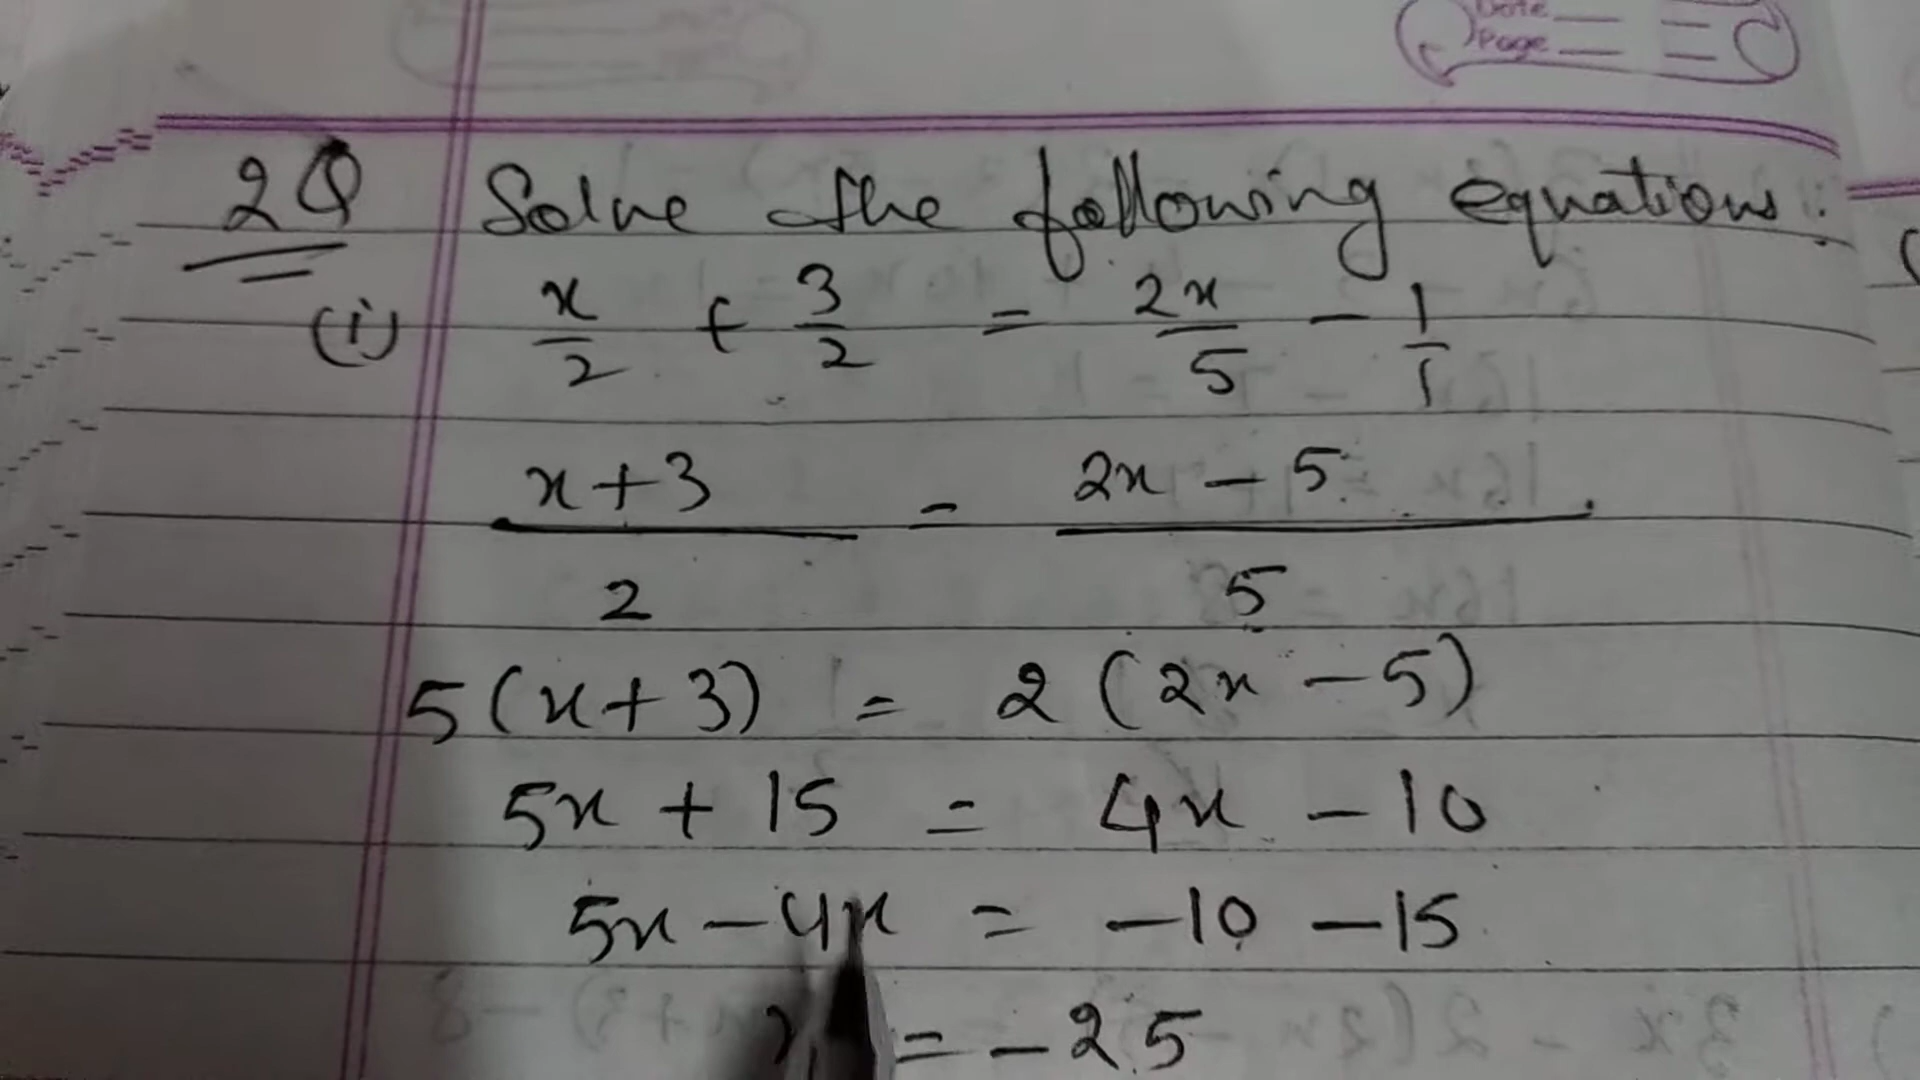 Date
Page
2Q Solve the following equations:
(i) x/2 + 3/2 = 2x/5 - 1/1
x+3/2 = 2x-5/5
5(x+3) = 2(2x-5)
5x + 15 = 4x - 10
5x - 4x = -10 - 15
x = -25